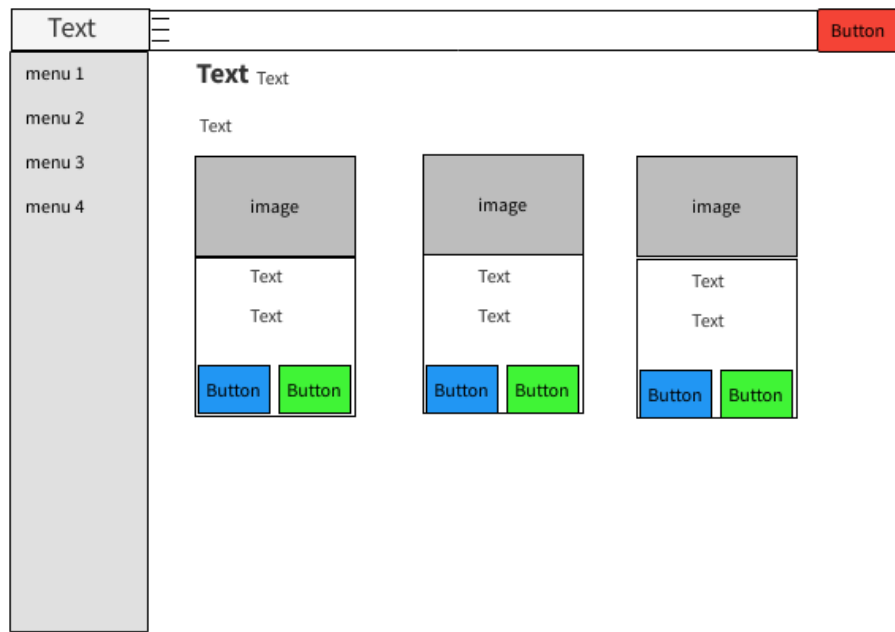 Text
Button
menu 1
menu 2
menu 3
menu 4
Text Text
Text
image
Text
Text
Button Button
image
Text
Text
Button Button
image
Text
Text
Button Button